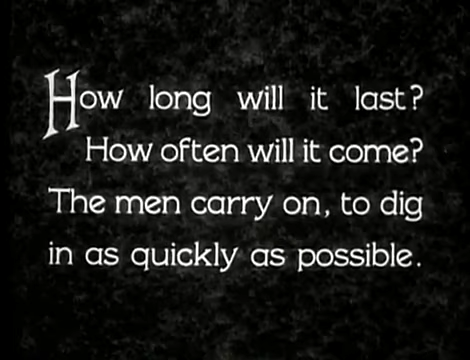 How long will it last?
How often will it come?
The men carry on, to dig
in as quickly as possible.